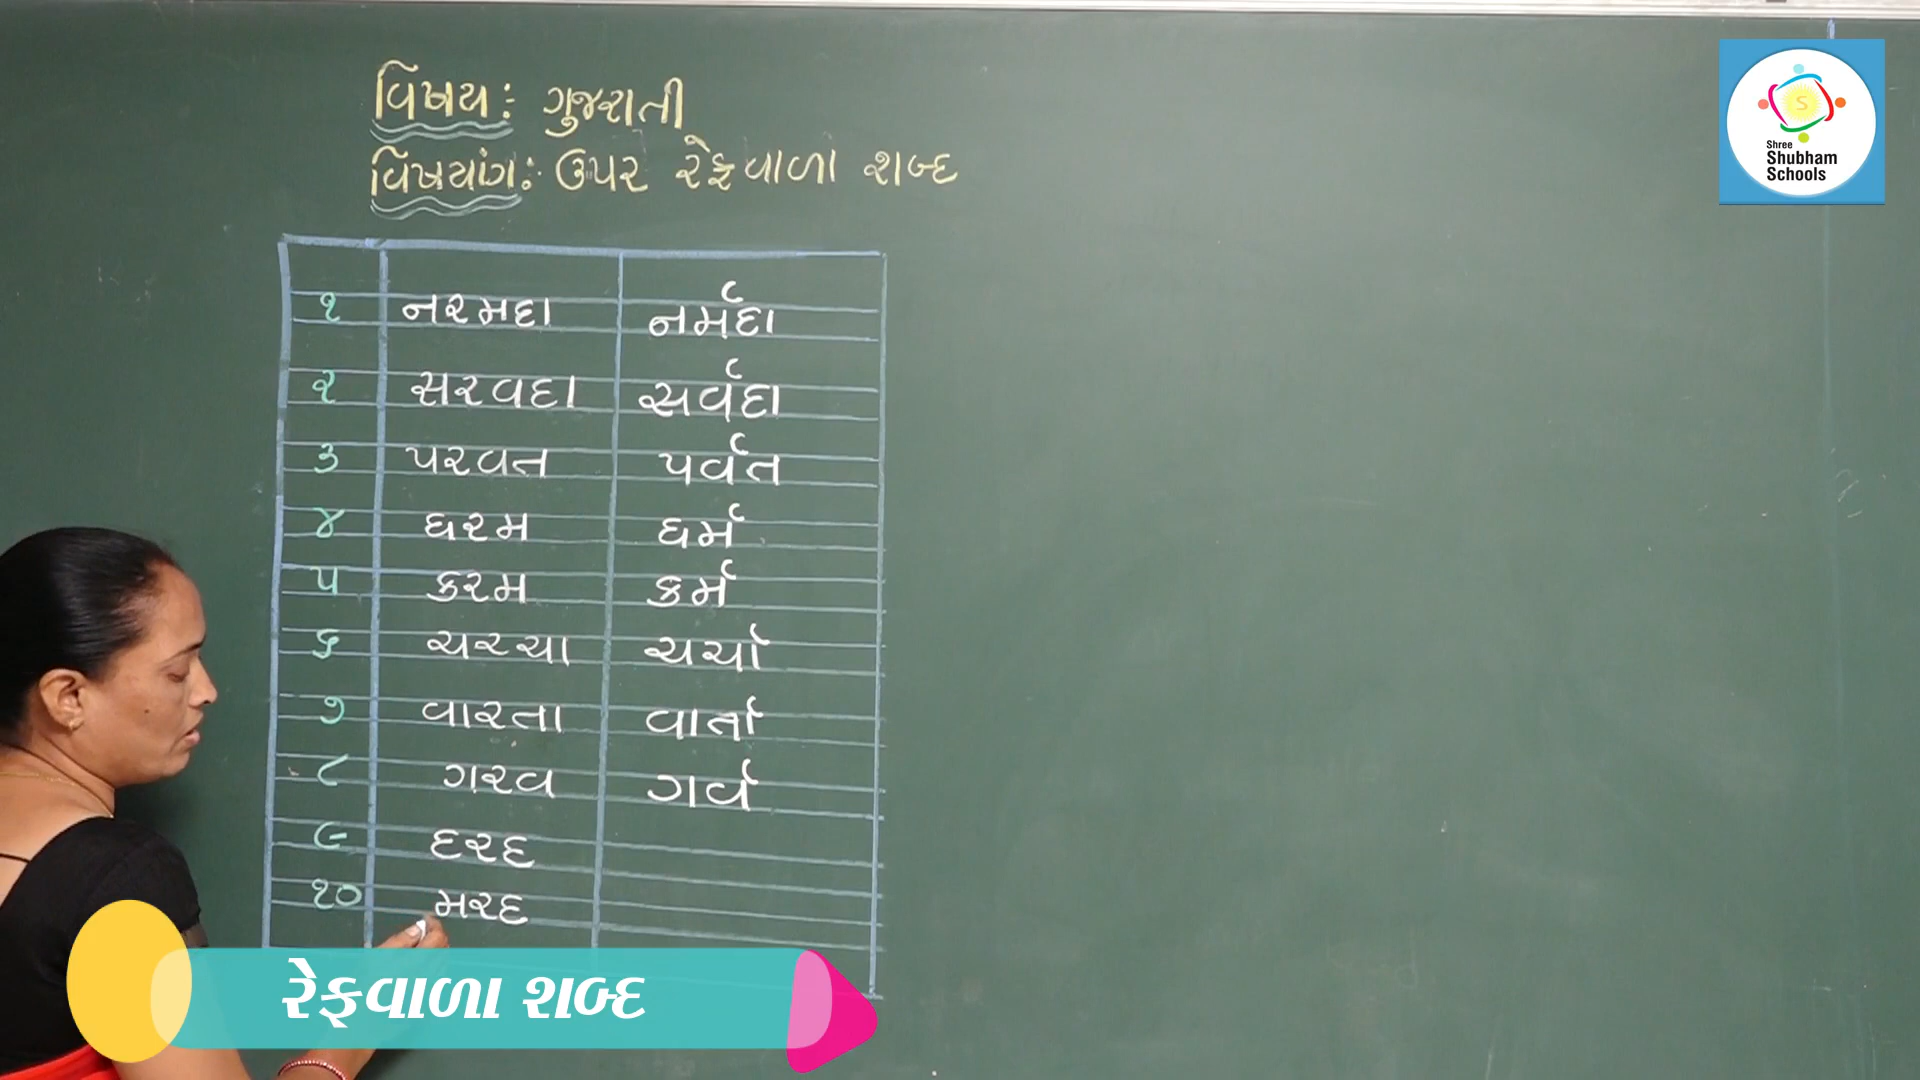 વિષય :- ગુજરાતી
વિષયાંગ :- ઉપર રેફવાળા શબ્દ
Shree
Shubham
Schools
૧ નરમદા નર્મદા
૨ સરવદા સર્વદા
૩ પરવત પર્વત
૪ ધરમ ધર્મ
૫ કરમ કર્મ
૬ ચરચા ચર્ચા
૭ વારતા વાર્તા
૮ ગરવ ગર્વ
૯ દરદ
૧૦ મરદ
રેફવાળા શબ્દ